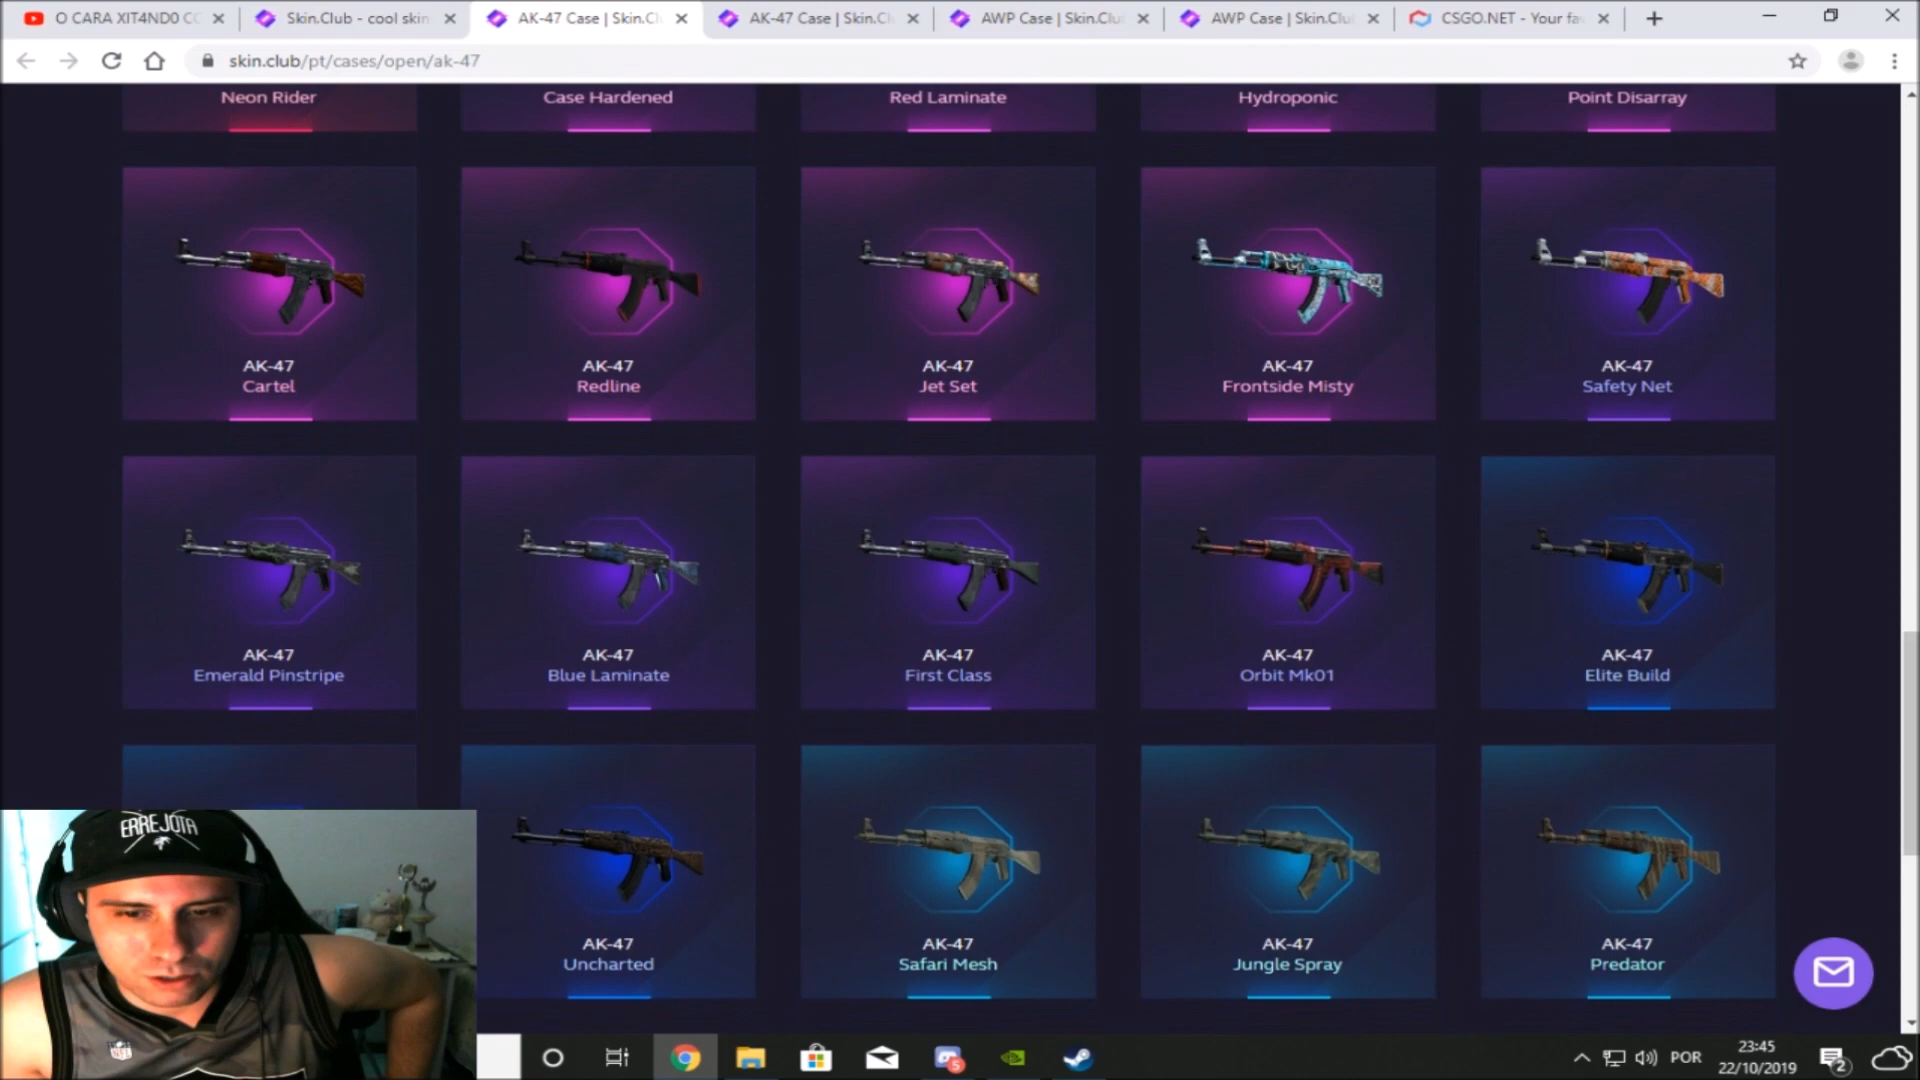 O CARA XIT4ND0 CO
Skin.Club - cool skin
AK-47 Case | Skin.Cl
AK-47 Case | Skin.Cl
AWP Case | Skin.Clu
AWP Case | Skin.Clu
CSGO.NET - Your fa
skin.club/pt/cases/open/ak-47
Neon Rider
Case Hardened
Red Laminate
Hydroponic
Point Disarray
AK-47
Cartel
AK-47
Redline
AK-47
Jet Set
AK-47
Frontside Misty
AK-47
Safety Net
AK-47
Emerald Pinstripe
AK-47
Blue Laminate
AK-47
First Class
AK-47
Orbit Mk01
AK-47
Elite Build
AK-47
Uncharted
AK-47
Safari Mesh
AK-47
Jungle Spray
AK-47
Predator
ERREJOTA
NFL
5
POR
23:45
22/10/2019
2